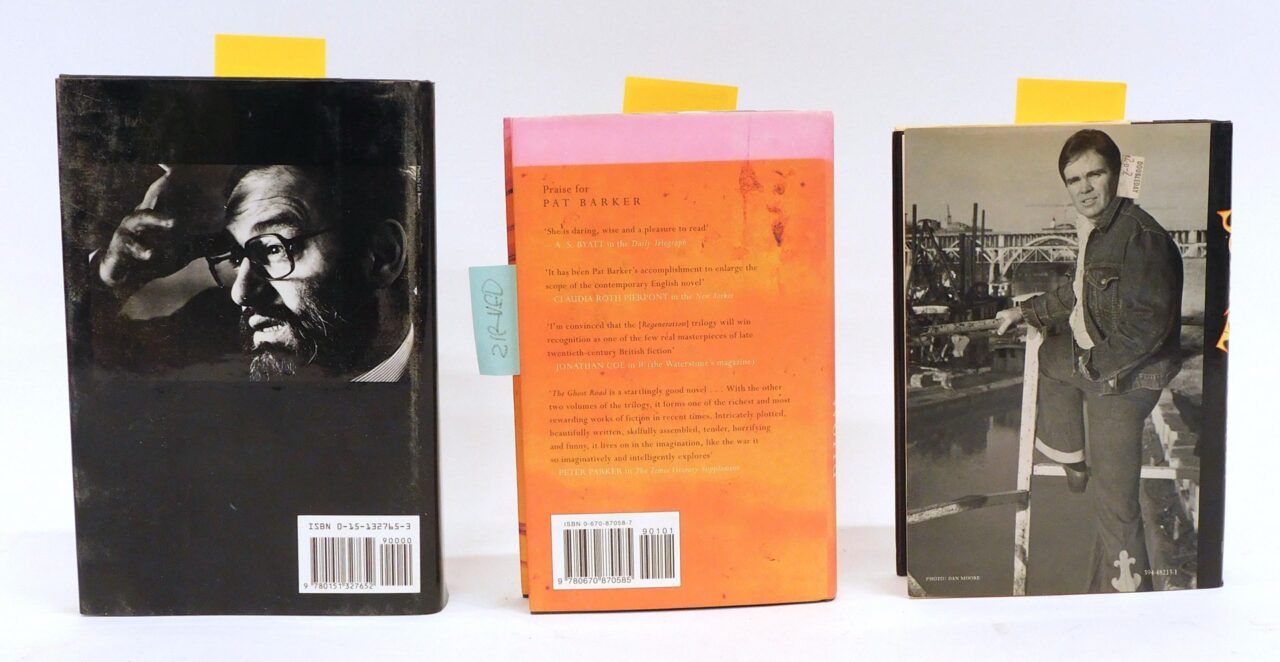 ISBN 0-15-132765-3
90000
9 780151 327652
Praise for
PAT BARKER
'She is daring, wise and a pleasure to read'
– A. S. BYATT in the Daily Telegraph
'It has been Pat Barker's accomplishment to enlarge the
scope of the contemporary English novel'
– CLAUDIA ROTH PIERPONT in the New Yorker
'I'm convinced that the [Regeneration] trilogy will win
recognition as one of the few real masterpieces of late
twentieth-century British fiction'
– JONATHAN COE in W (the Waterstone's magazine)
'The Ghost Road is a startlingly good novel . . . With the other
two volumes of the trilogy, it forms one of the richest and most
rewarding works of fiction in recent times. Intricately plotted,
beautifully written, skilfully assembled, tender, horrifying
and funny, it lives on in the imagination, like the war it
so imaginatively and intelligently explores'
– PETER PARKER in The Times Literary Supplement
ISBN 0-670-87058-7
90101
9 780670 870585
DOUBLEDAY
PHOTO: DAN MOORE
394-48213-1